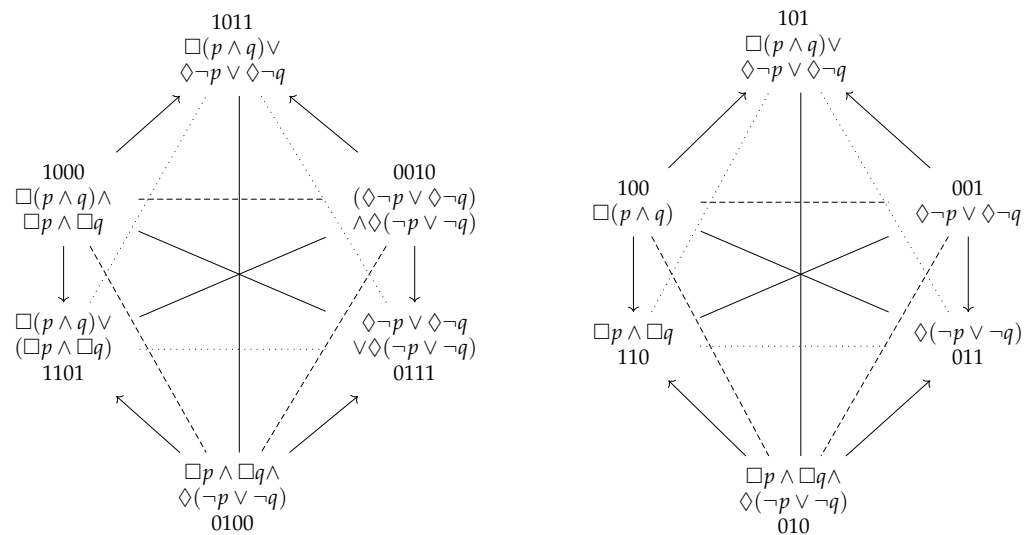 1011
□(p ∧ q)∨
◊¬p ∨ ◊¬q
1000
□(p ∧ q)∧
□p ∧ □q
0010
(◊¬p ∨ ◊¬q)
∧◊(¬p ∨ ¬q)
□(p ∧ q)∨
(□p ∧ □q)
1101
◊¬p ∨ ◊¬q
∨◊(¬p ∨ ¬q)
0111
□p ∧ □q∧
◊(¬p ∨ ¬q)
0100
101
□(p ∧ q)∨
◊¬p ∨ ◊¬q
100
□(p ∧ q)
001
◊¬p ∨ ◊¬q
□p ∧ □q
110
◊(¬p ∨ ¬q)
011
□p ∧ □q∧
◊(¬p ∨ ¬q)
010